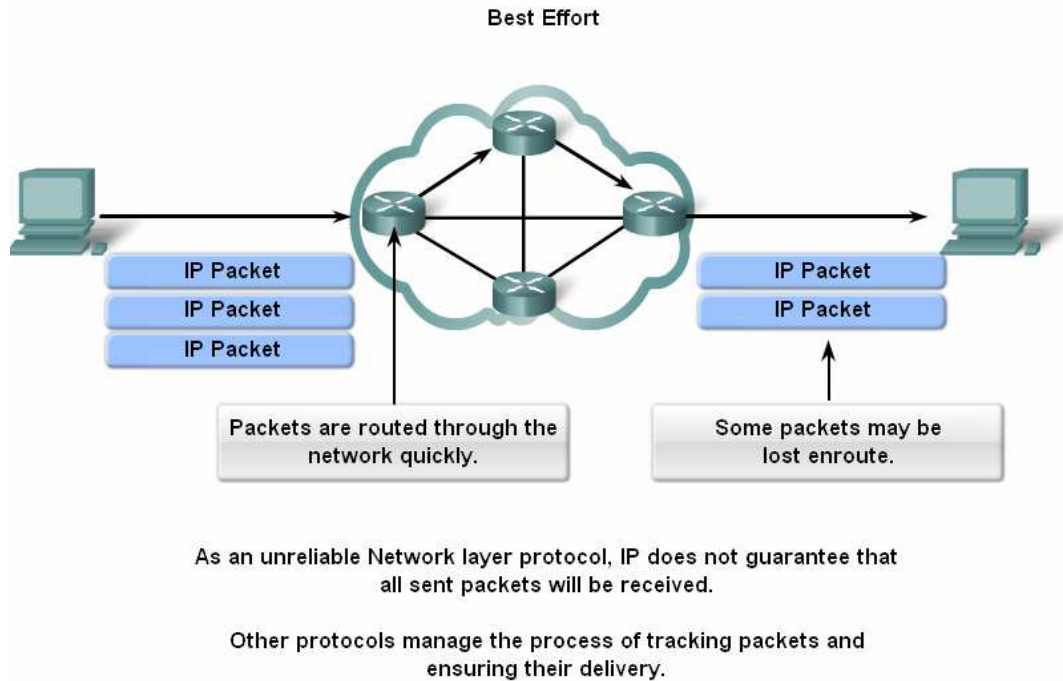 Best Effort
IP Packet
IP Packet
IP Packet
IP Packet
IP Packet
Packets are routed through the
network quickly.
Some packets may be
lost enroute.
As an unreliable Network layer protocol, IP does not guarantee that
all sent packets will be received.
Other protocols manage the process of tracking packets and
ensuring their delivery.